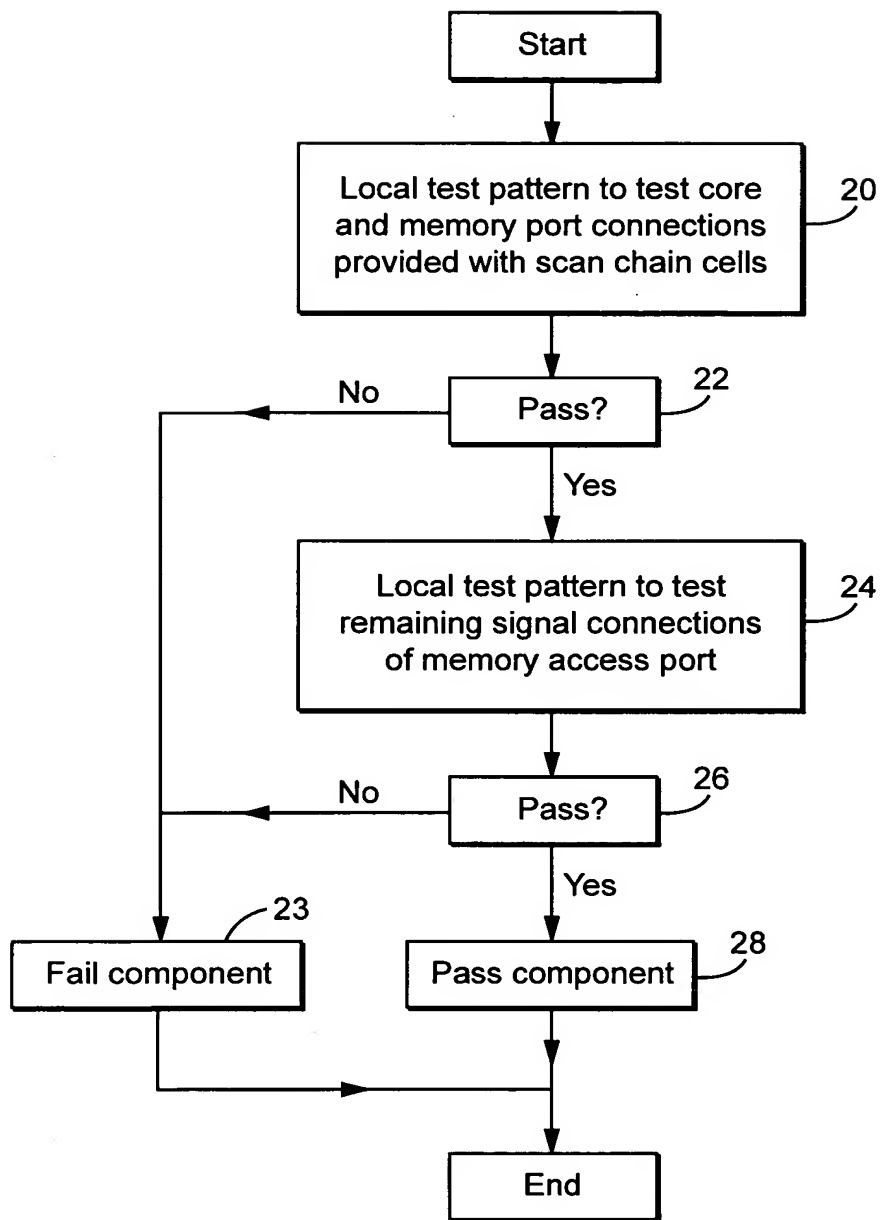 Start
Local test pattern to test core
and memory port connections
provided with scan chain cells
20
No
Pass?
22
Yes
Local test pattern to test
remaining signal connections
of memory access port
24
No
Pass?
26
Yes
23
Fail component
Pass component
28
End